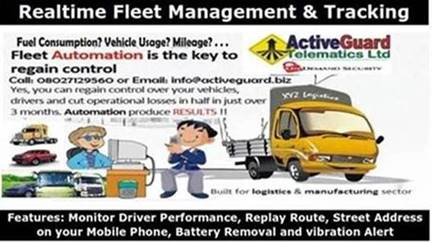 Realtime Fleet Management & Tracking
Fuel Consumption? Vehicle Usage? Mileage? . . .
Fleet Automation is the key to
regain control
Call: 08027129560 or Email: info@activeguard.biz
Yes, you can regain control over your vehicles,
drivers and cut operational losses in half in just over
3 months. Automation produce RESULTS !!
ActiveGuard
Telematics Ltd
DEMAND SECURITY
XYZ Logistics
Built for logistics & manufacturing sector
Features: Monitor Driver Performance, Replay Route, Street Address
on your Mobile Phone, Battery Removal and vibration Alert